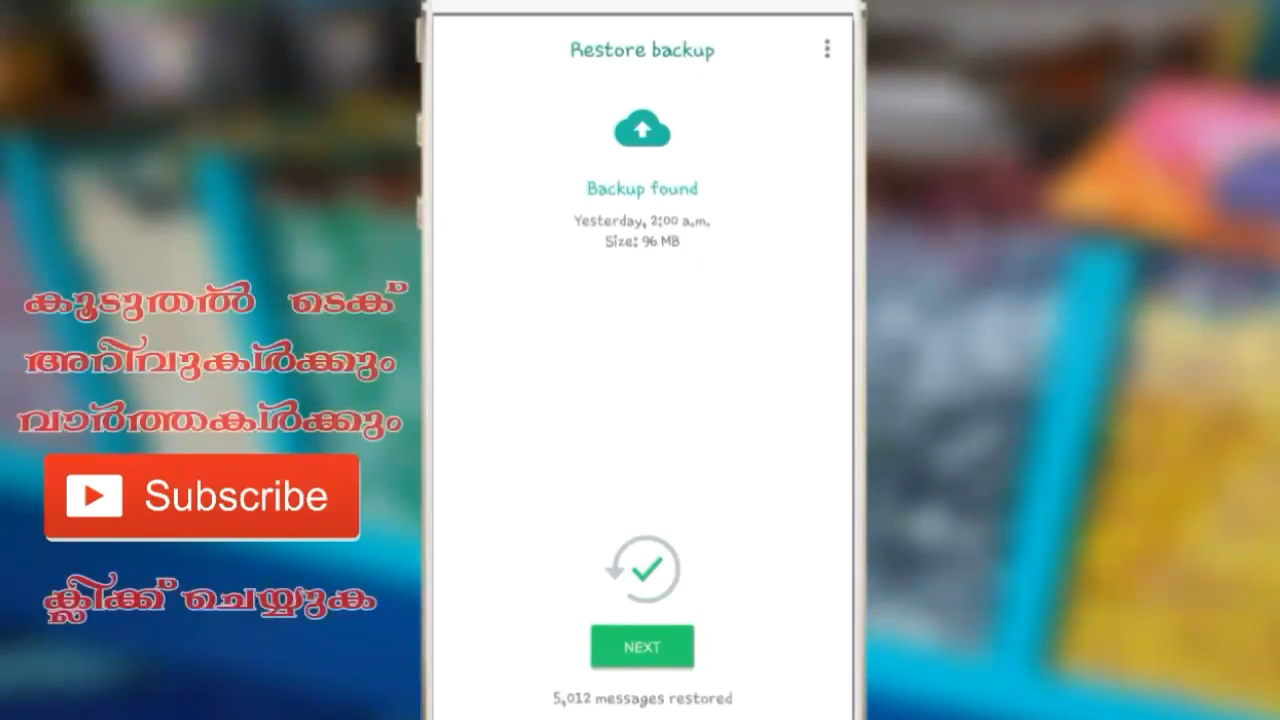 Restore backup
Backup found
Yesterday, 2:00 a.m.
Size: 96 MB
കൂടുതൽ ടെക്
അറിവുകൾക്കും
വാർത്തകൾക്കും
Subscribe
ക്ലിക്ക് ചെയ്യുക
NEXT
5,012 messages restored